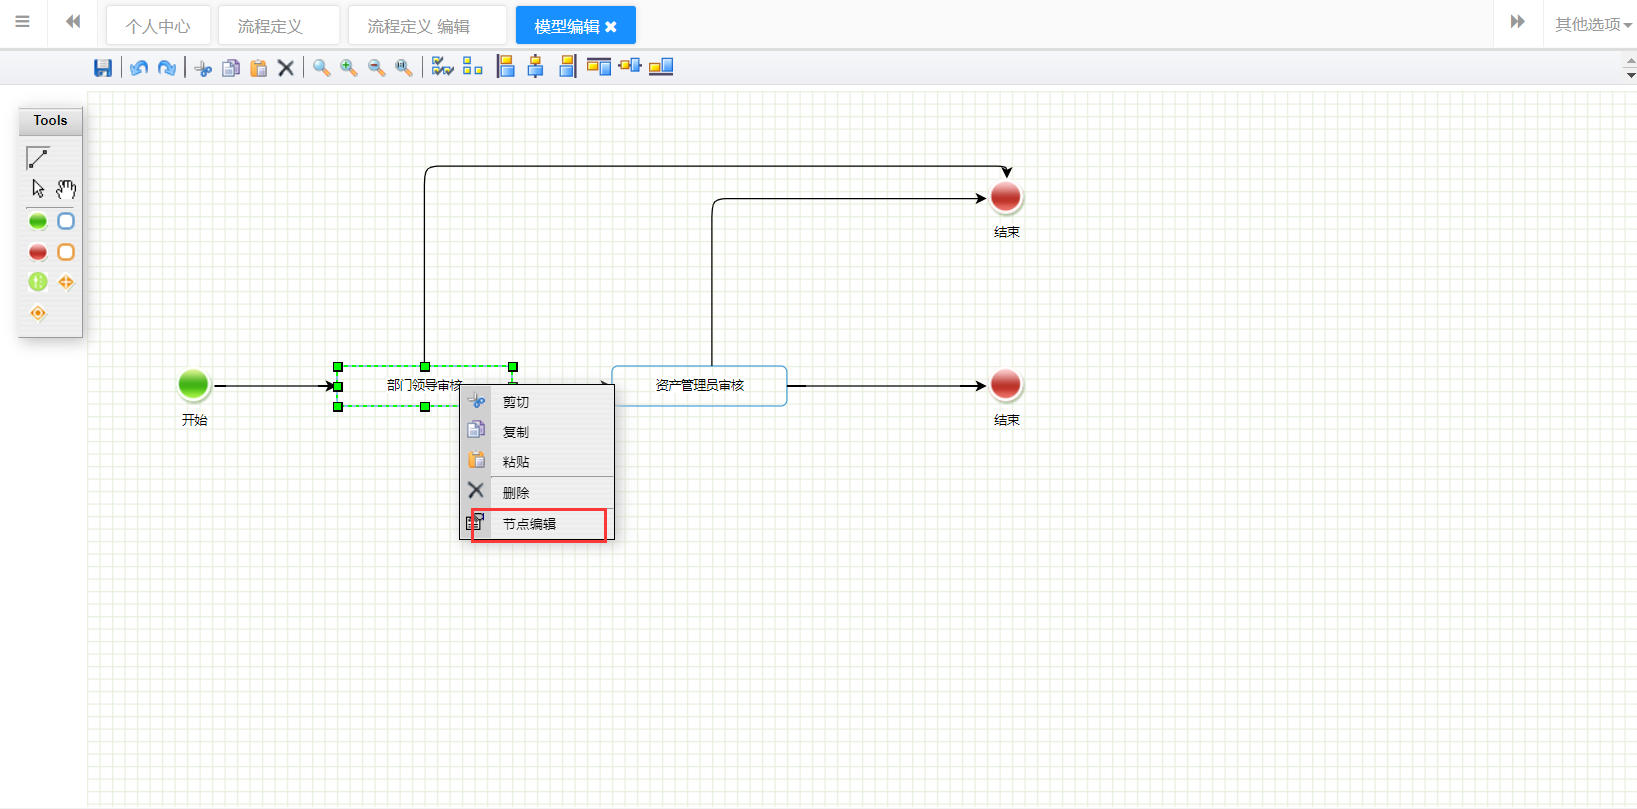 个人中心
流程定义
流程定义 编辑
模型编辑
其他选项
Tools
结束
开始
部门领导审核
资产管理员审核
结束
剪切
复制
粘贴
删除
节点编辑